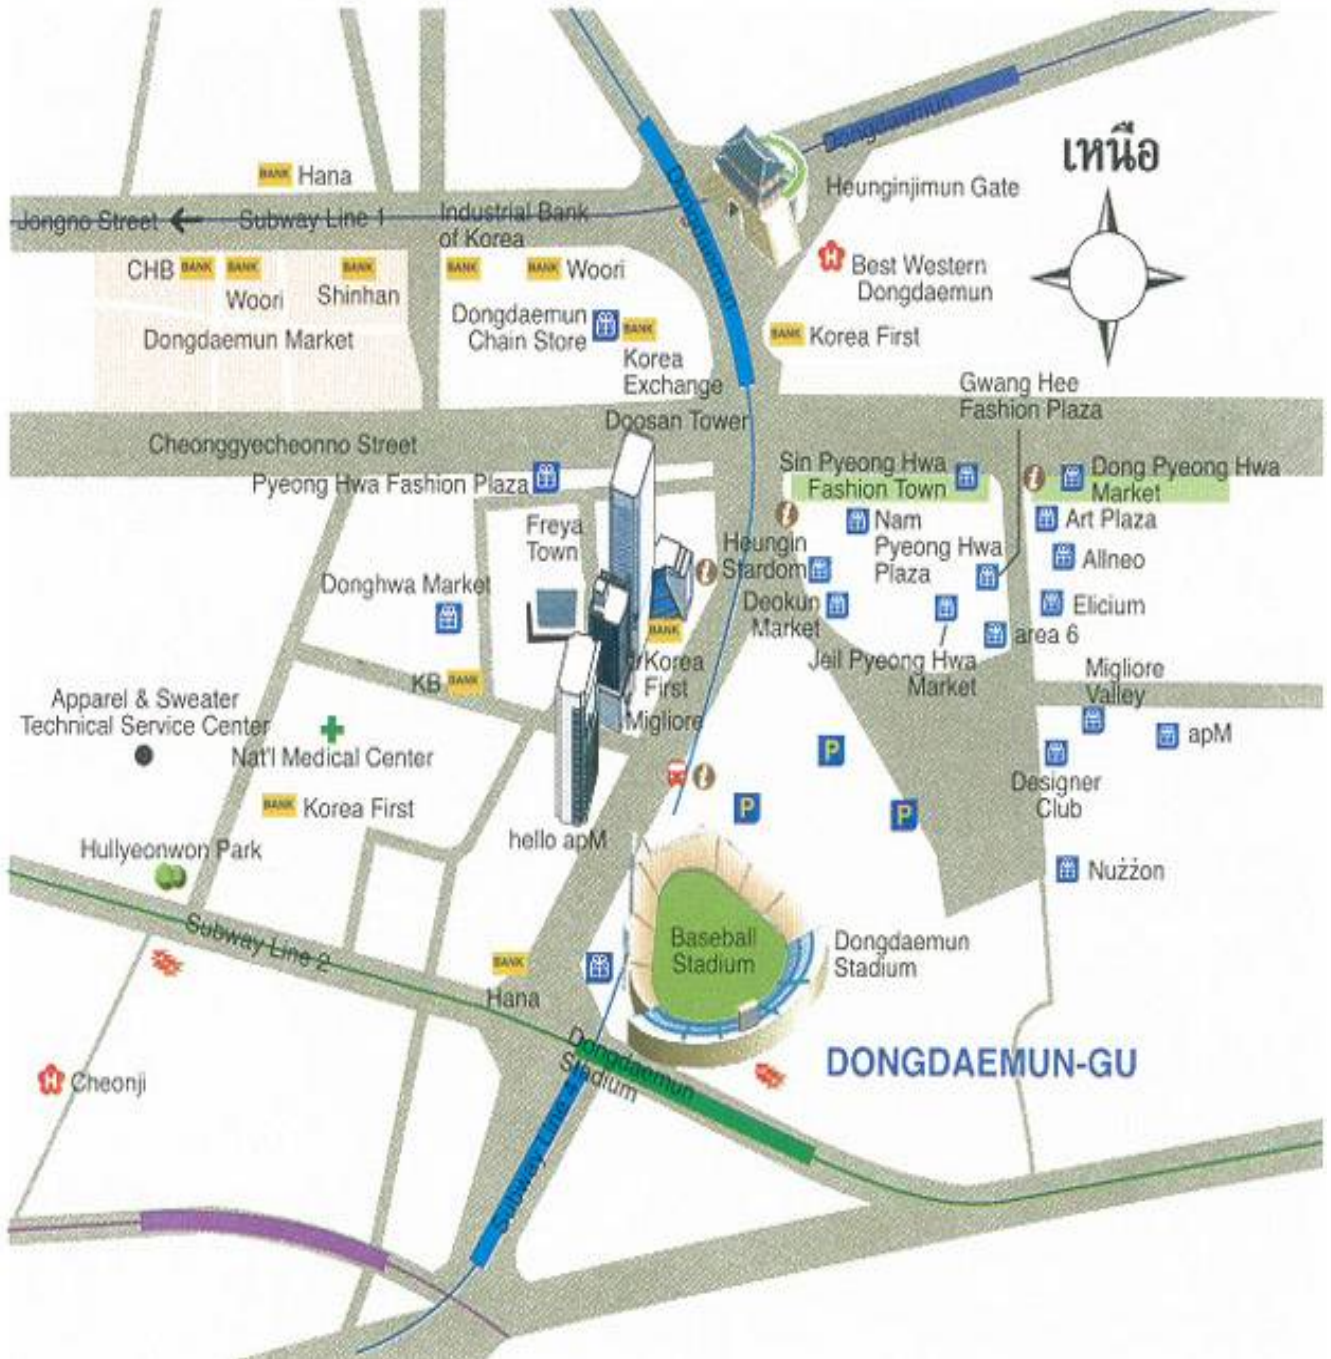 Dongdaemun
เหนือ
BANK Hana
Heunginjimun Gate
Dongdaemun
Jongno Street
Subway Line 1
Industrial Bank
of Korea
CHB BANK
BANK
Woori
BANK
Shinhan
BANK
BANK Woori
H Best Western
Dongdaemun
Dongdaemun Market
Dongdaemun
Chain Store
BANK
Korea
Exchange
BANK Korea First
Gwang Hee
Fashion Plaza
Doosan Tower
Cheonggyecheonno Street
Pyeong Hwa Fashion Plaza
Sin Pyeong Hwa
Fashion Town
Dong Pyeong Hwa
Market
Freya
Town
Nam
Pyeong Hwa
Plaza
Art Plaza
Heungin
Stardom
Allneo
Donghwa Market
Deokun
Market
Elicium
BANK
Korea
First
area 6
Jeil Pyeong Hwa
Market
KB BANK
Migliore
Valley
Apparel & Sweater
Technical Service Center
Migliore
Nat'l Medical Center
P
apM
Designer
Club
BANK Korea First
P
P
hello apM
Hullyeonwon Park
Nużżon
Subway Line 2
Baseball
Stadium
Dongdaemun
Stadium
BANK
Hana
Dongdaemun
Stadium
DONGDAEMUN-GU
H Cheonji
Subway Line 4